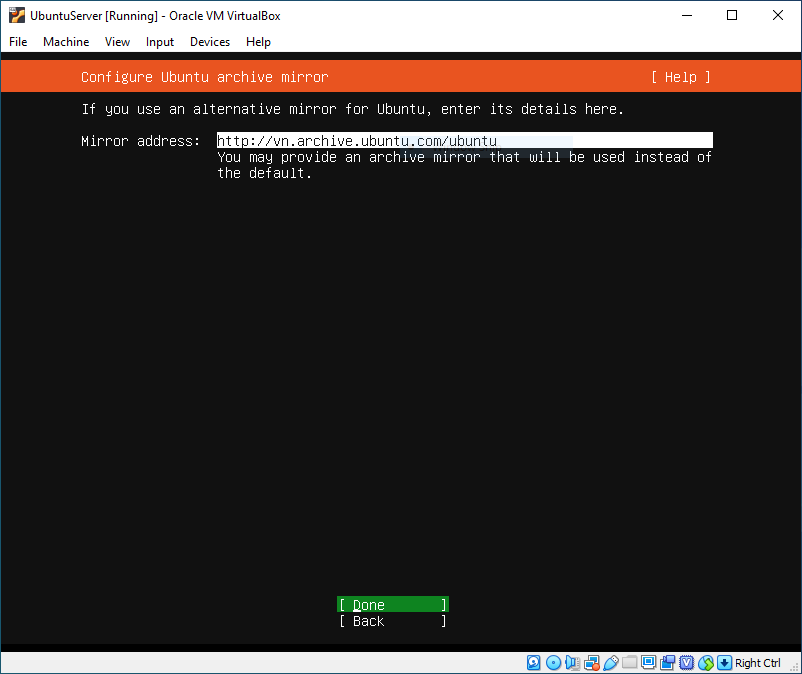 UbuntuServer [Running] - Oracle VM VirtualBox
File Machine View Input Devices Help
Configure Ubuntu archive mirror [ Help ]
If you use an alternative mirror for Ubuntu, enter its details here.
Mirror address: http://vn.archive.ubuntu.com/ubuntu
You may provide an archive mirror that will be used instead of
the default.
[ Done ]
[ Back ]
Right Ctrl